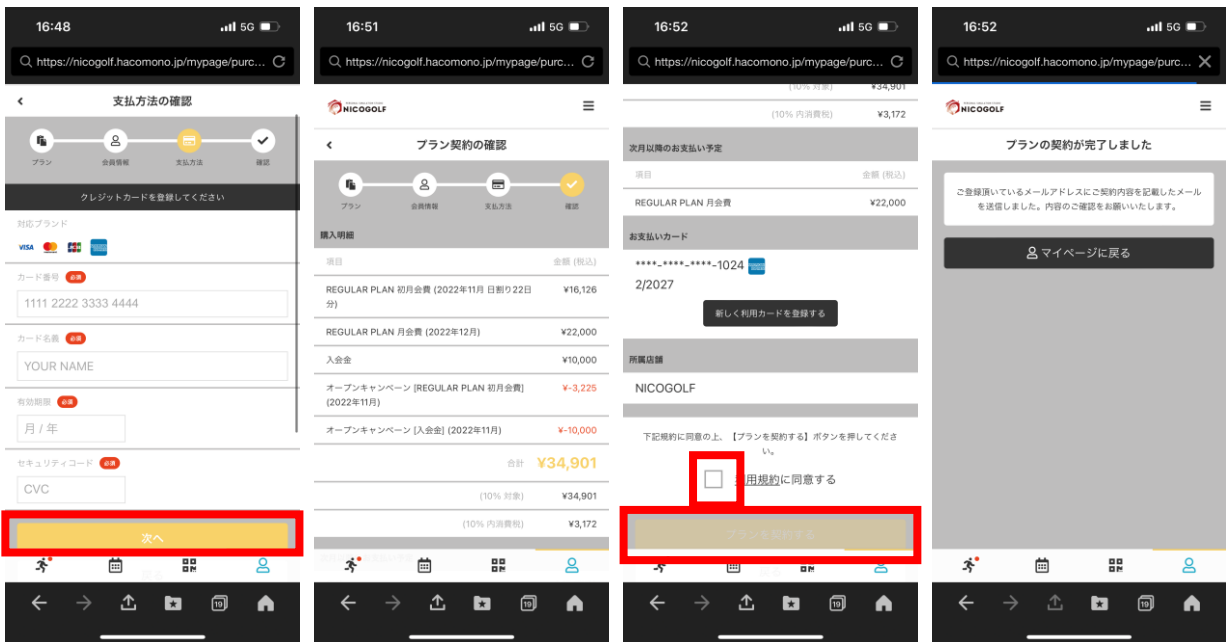 16:48
5G
https://nicogolf.hacomono.jp/mypage/purc...
支払方法の確認
プラン
会員情報
支払方法
確認
クレジットカードを登録してください
対応ブランド
VISA
カード番号 必須
1111 2222 3333 4444
カード名義 必須
YOUR NAME
有効期限 必須
月 / 年
セキュリティコード 必須
CVC
次へ
19
16:51
5G
https://nicogolf.hacomono.jp/mypage/purc...
NICOGOLF
プラン契約の確認
プラン
会員情報
支払方法
確認
購入明細
項目
金額 (税込)
REGULAR PLAN 初月会費 (2022年11月 日割り22日
分)
¥16,126
REGULAR PLAN 月会費 (2022年12月)
¥22,000
入会金
¥10,000
オープンキャンペーン [REGULAR PLAN 初月会費]
(2022年11月)
¥-3,225
オープンキャンペーン [入会金] (2022年11月)
¥-10,000
合計 ¥34,901
(10% 対象) ¥34,901
(10% 内消費税) ¥3,172
19
16:52
5G
https://nicogolf.hacomono.jp/mypage/purc...
(10% 対象) ¥34,901
(10% 内消費税) ¥3,172
次月以降のお支払い予定
項目
金額 (税込)
REGULAR PLAN 月会費
¥22,000
お支払いカード
****-****-****-1024
2/2027
新しく利用カードを登録する
所属店舗
NICOGOLF
下記規約に同意の上、【プランを契約する】ボタンを押してくださ
い。
用規約に同意する
プランを契約する
19
16:52
5G
https://nicogolf.hacomono.jp/mypage/purc...
NICOGOLF
プランの契約が完了しました
ご登録頂いているメールアドレスにご契約内容を記載したメール
を送信しました。内容のご確認をお願いいたします。
マイページに戻る
19